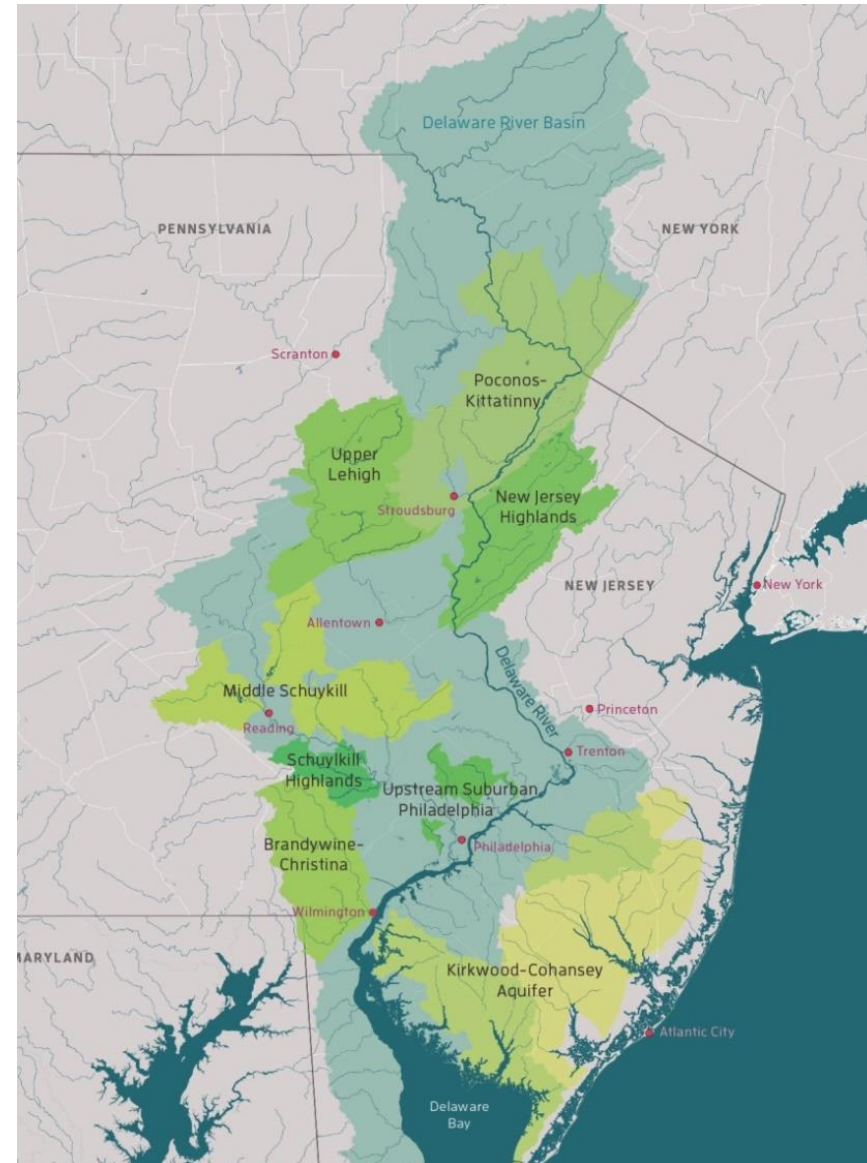 Delaware River Basin
PENNSYLVANIA
NEW YORK
Scranton
Poconos-
Kittatinny
Upper
Lehigh
Stroudsburg
New Jersey
Highlands
NEW JERSEY
New York
Allentown
Delaware River
Middle Schuykill
Reading
Princeton
Trenton
Schuylkill
Highlands
Upstream Suburban
Philadelphia
Brandywine-
Christina
Philadelphia
Wilmington
MARYLAND
Kirkwood-Cohansey
Aquifer
Atlantic City
Delaware
Bay